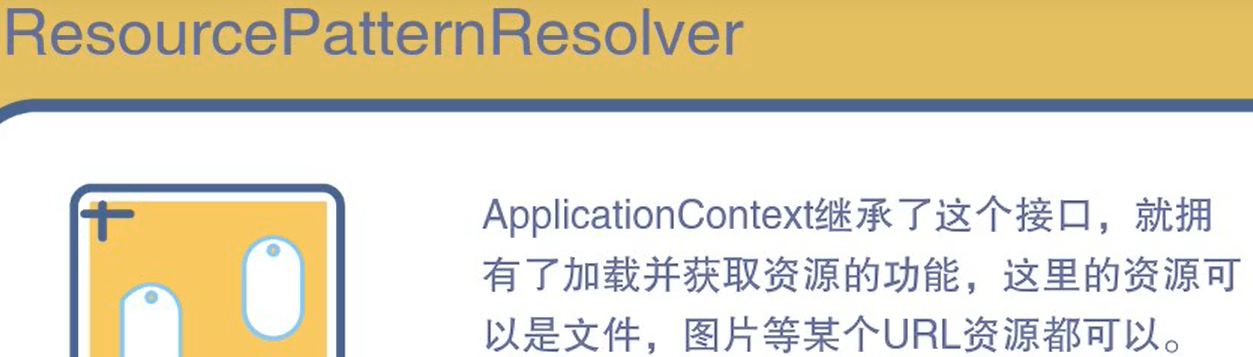 ResourcePatternResolver
ApplicationContext继承了这个接口，就拥
有了加载并获取资源的功能，这里的资源可
以是文件，图片等某个URL资源都可以。